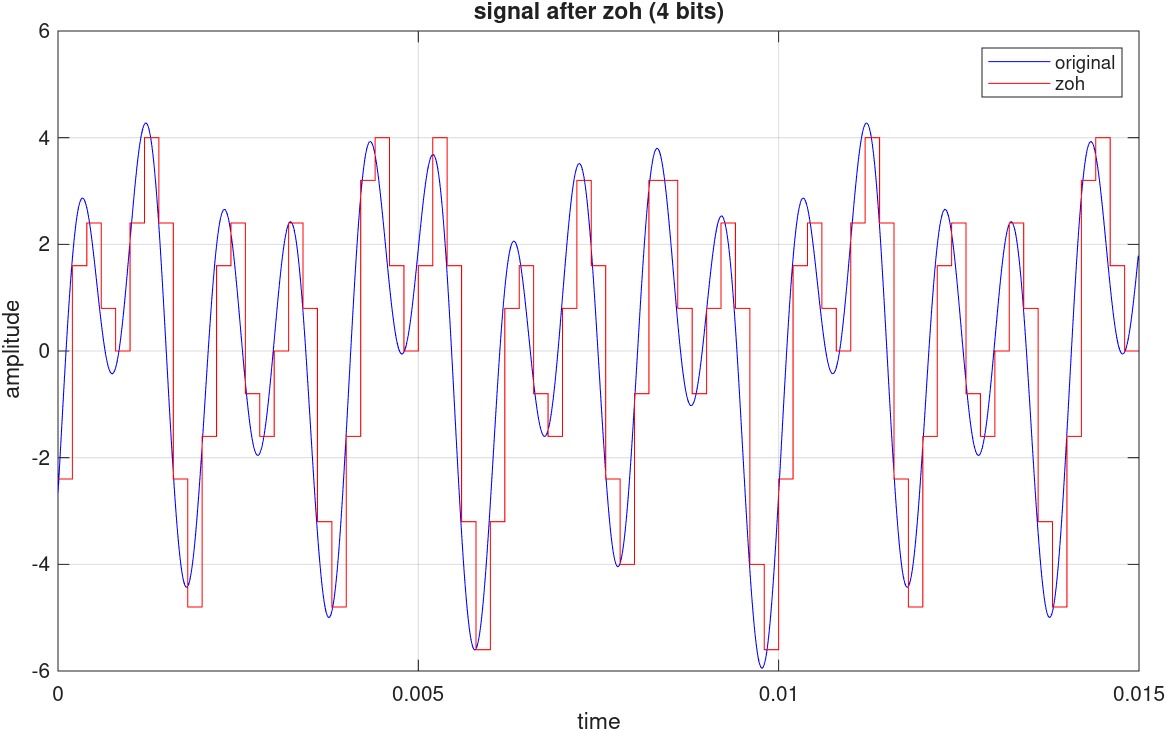 signal after zoh (4 bits)
6
4
2
0
-2
-4
-6
amplitude
original
zoh
0
0.005
0.01
0.015
time